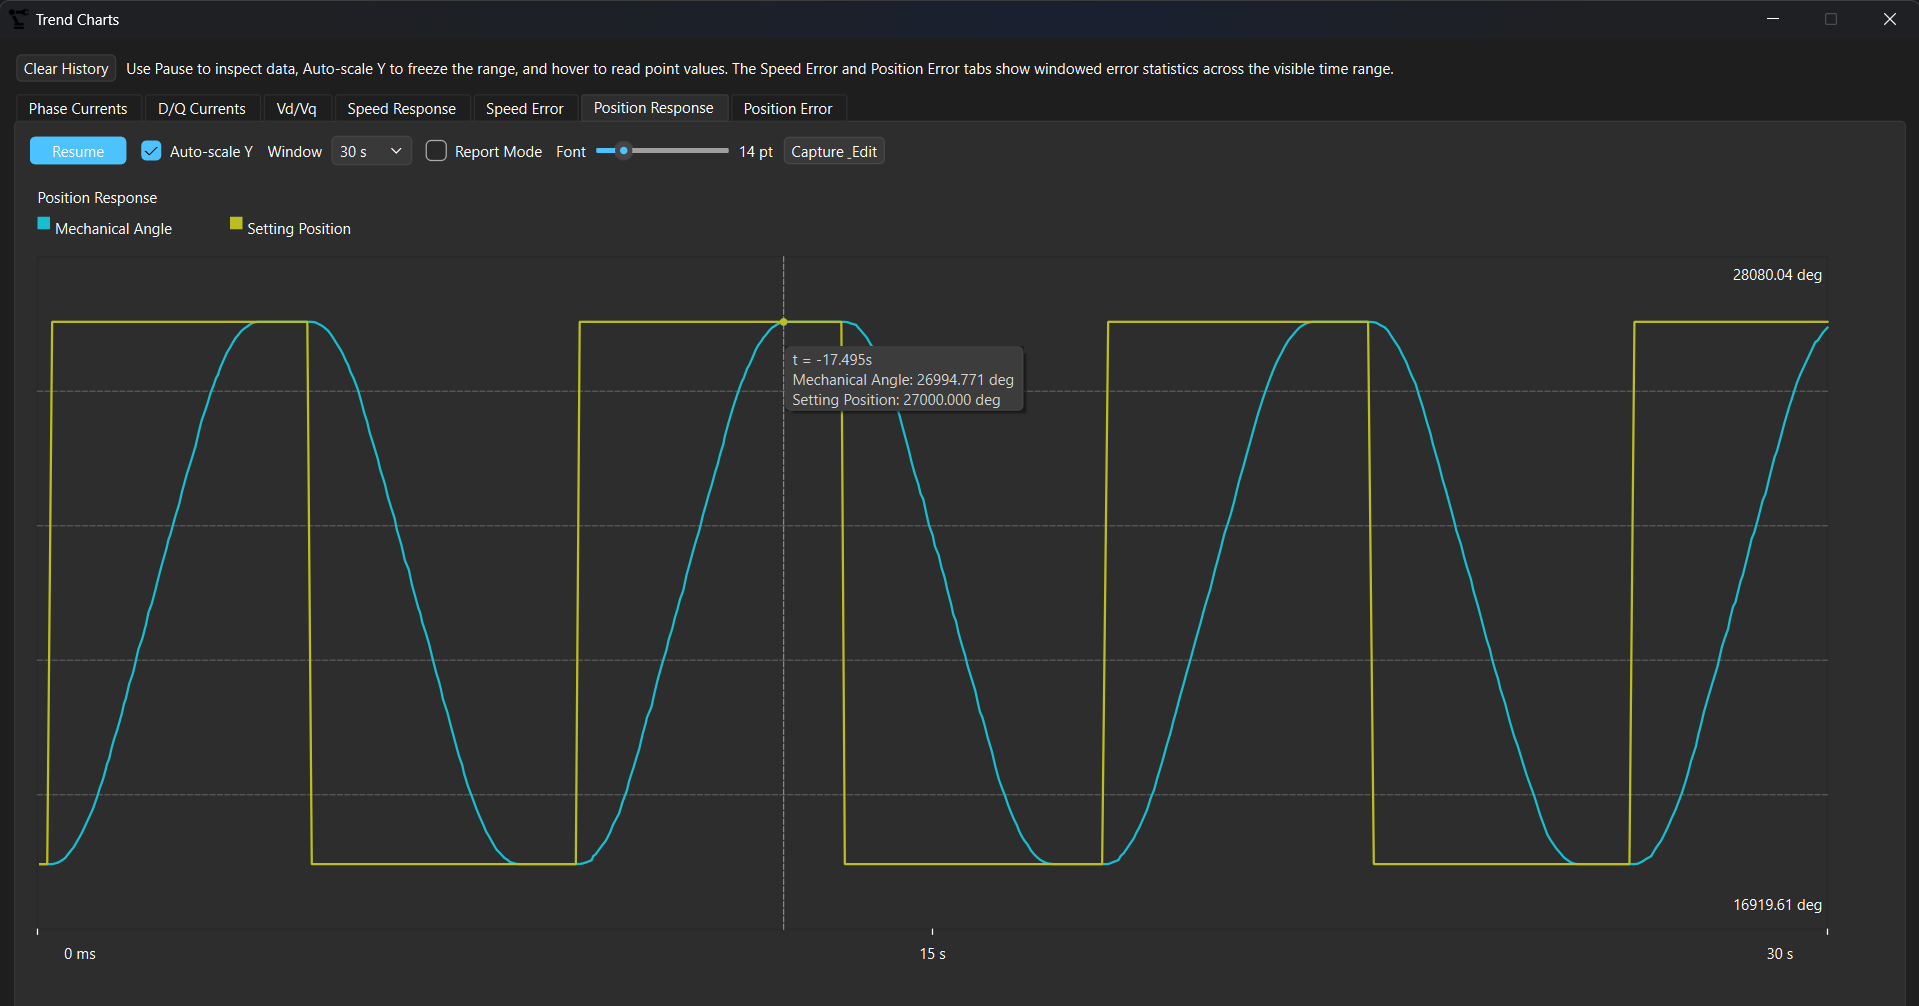 Trend Charts
Clear History Use Pause to inspect data, Auto-scale Y to freeze the range, and hover to read point values. The Speed Error and Position Error tabs show windowed error statistics across the visible time range.
Phase Currents D/Q Currents Vd/Vq Speed Response Speed Error Position Response Position Error
Resume Auto-scale Y Window 30 s Report Mode Font 14 pt Capture _Edit
Position Response
Mechanical Angle Setting Position
28080.04 deg
t = -17.495s
Mechanical Angle: 26994.771 deg
Setting Position: 27000.000 deg
16919.61 deg
0 ms 15 s 30 s